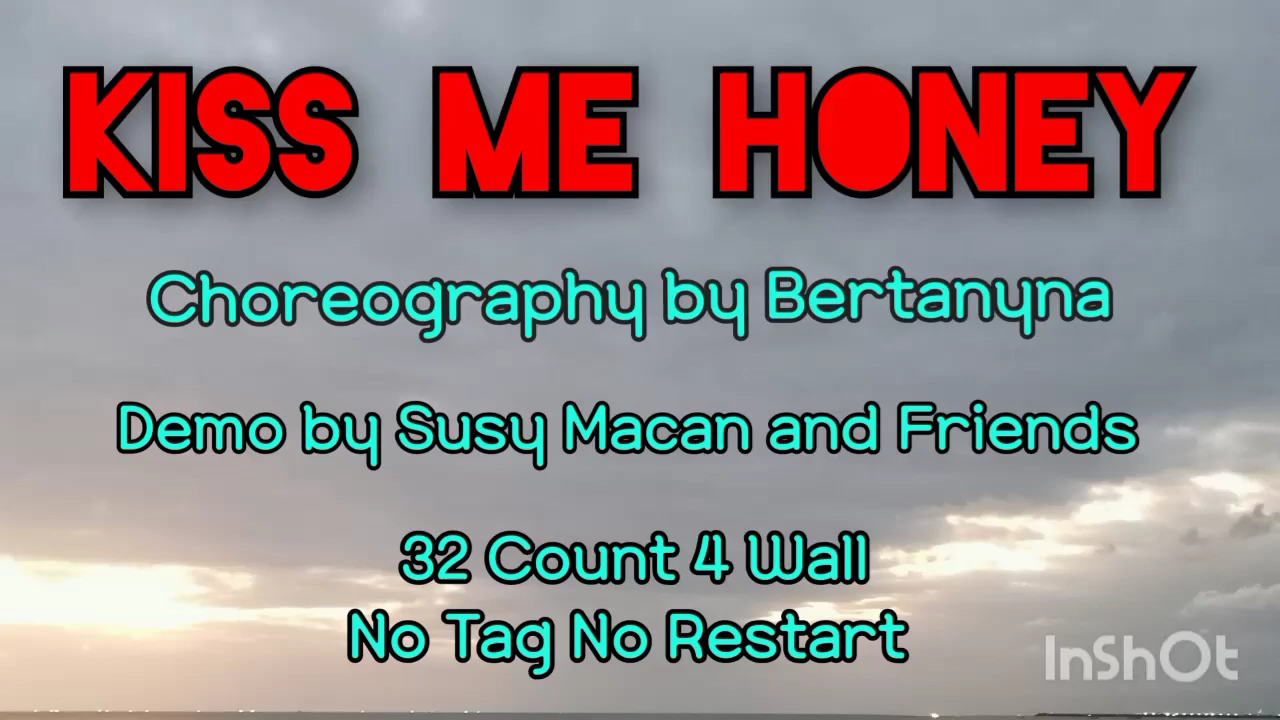 KISS ME HONEY
Choreography by Bertanyna
Demo by Susy Macan and Friends
32 Count 4 Wall
No Tag No Restart
InShOt